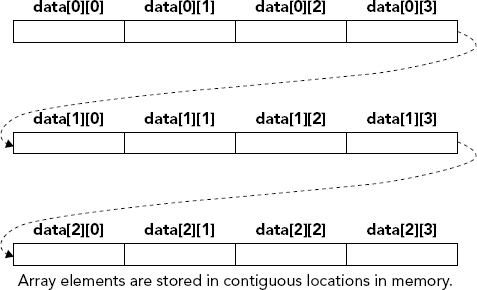 data[0][0] data[0][1] data[0][2] data[0][3]
data[1][0] data[1][1] data[1][2] data[1][3]
data[2][0] data[2][1] data[2][2] data[2][3]
Array elements are stored in contiguous locations in memory.